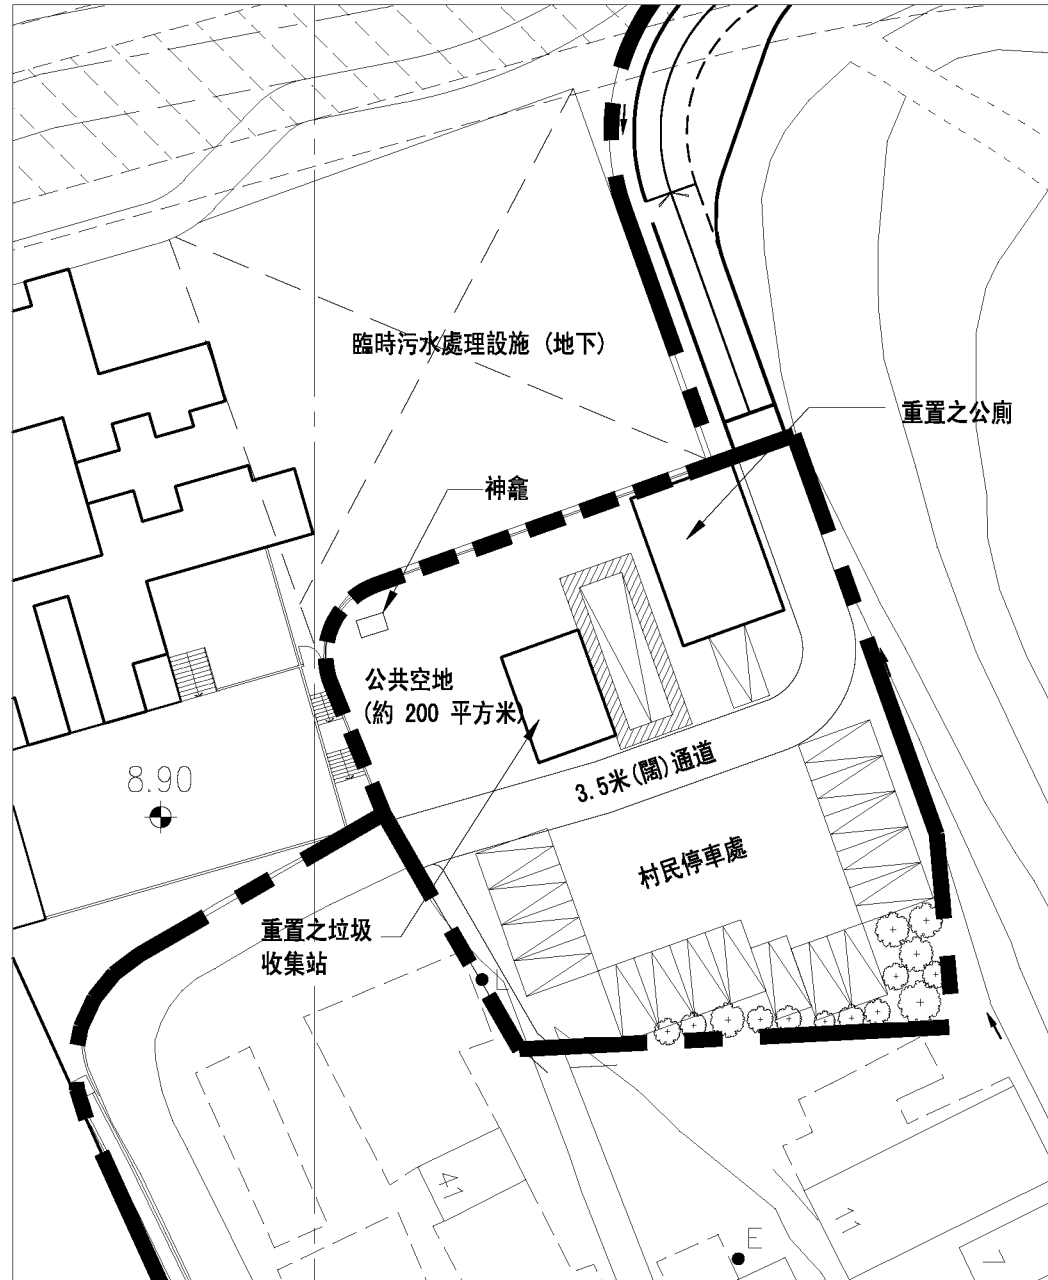 臨時污水處理設施 (地下)
重置之公廁
神龕
公共空地
(約 200 平方米)
3.5米(闊)通道
8.90
村民停車處
重置之垃圾
收集站
L
41
11
E
7